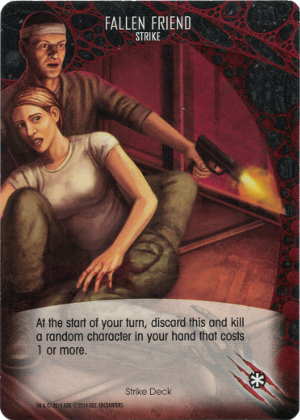 FALLEN FRIEND
STRIKE
At the start of your turn, discard this and kill
a random character in your hand that costs
1 or more.
Strike Deck